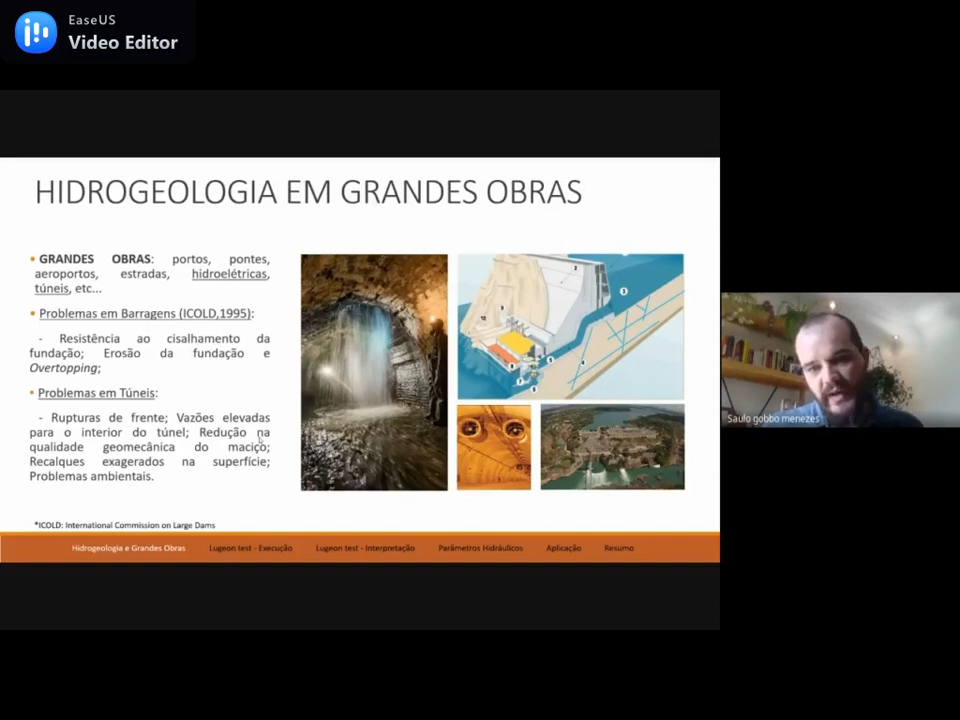 EaseUS
Video Editor
HIDROGEOLOGIA EM GRANDES OBRAS
• GRANDES OBRAS: portos, pontes,
aeroportos, estradas, hidroelétricas,
túneis, etc...
• Problemas em Barragens (ICOLD,1995):
- Resistência ao cisalhamento da
fundação; Erosão da fundação e
Overtopping;
• Problemas em Túneis:
- Rupturas de frente; Vazões elevadas
para o interior do túnel; Redução na
qualidade geomecânica do maciço;
Recalques exagerados na superfície;
Problemas ambientais.
*ICOLD: International Commission on Large Dams
Hidrogeologia e Grandes Obras Lugeon test - Execução Lugeon test - Interpretação Parâmetros Hidráulicos Aplicação Resumo
Saulo gobbo menezes